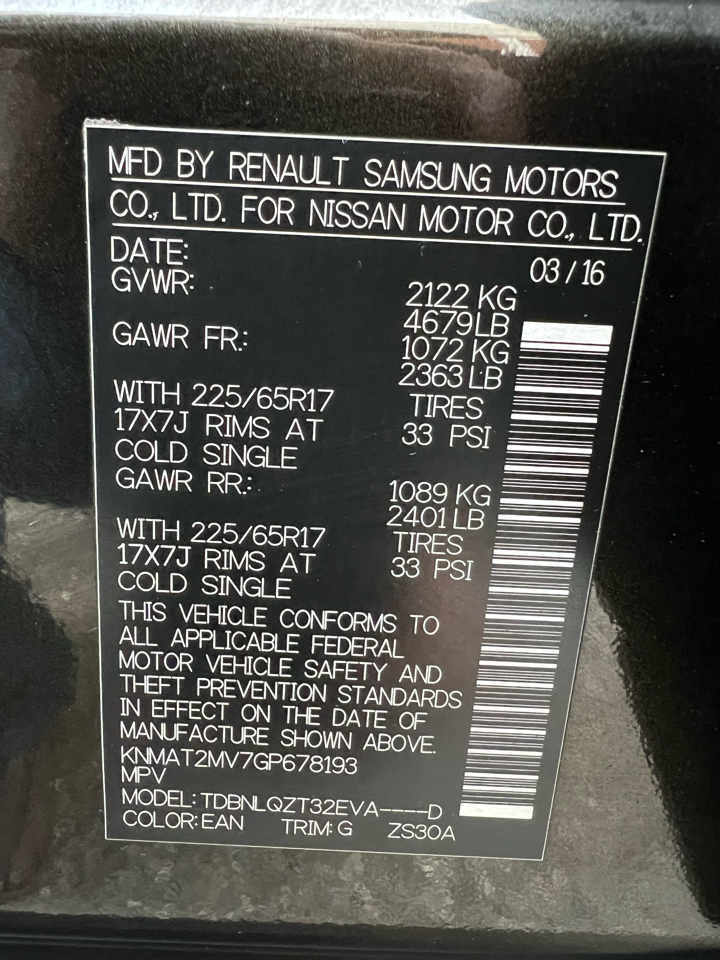 MFD BY RENAULT SAMSUNG MOTORS
CO., LTD. FOR NISSAN MOTOR CO., LTD.
DATE: 03 / 16
GVWR: 2122 KG
4679 LB
GAWR FR.: 1072 KG
2363 LB
WITH 225/65R17 TIRES
17X7J RIMS AT 33 PSI
COLD SINGLE
GAWR RR.: 1089 KG
2401 LB
WITH 225/65R17 TIRES
17X7J RIMS AT 33 PSI
COLD SINGLE
THIS VEHICLE CONFORMS TO
ALL APPLICABLE FEDERAL
MOTOR VEHICLE SAFETY AND
THEFT PREVENTION STANDARDS
IN EFFECT ON THE DATE OF
MANUFACTURE SHOWN ABOVE.
KNMAT2MV7GP678193
MPV
MODEL: TDBNLQZT32EVA----D
COLOR: EAN TRIM: G ZS30A